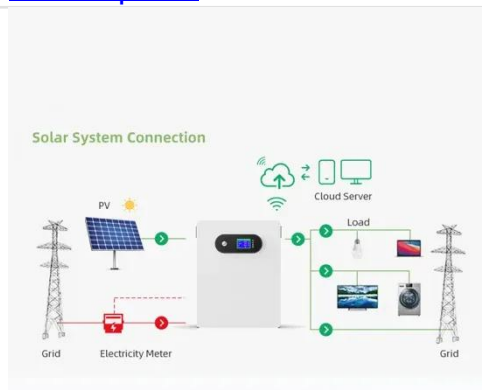 Solar System Connection
Cloud Server
PV
Load
Grid
Electricity Meter
Grid